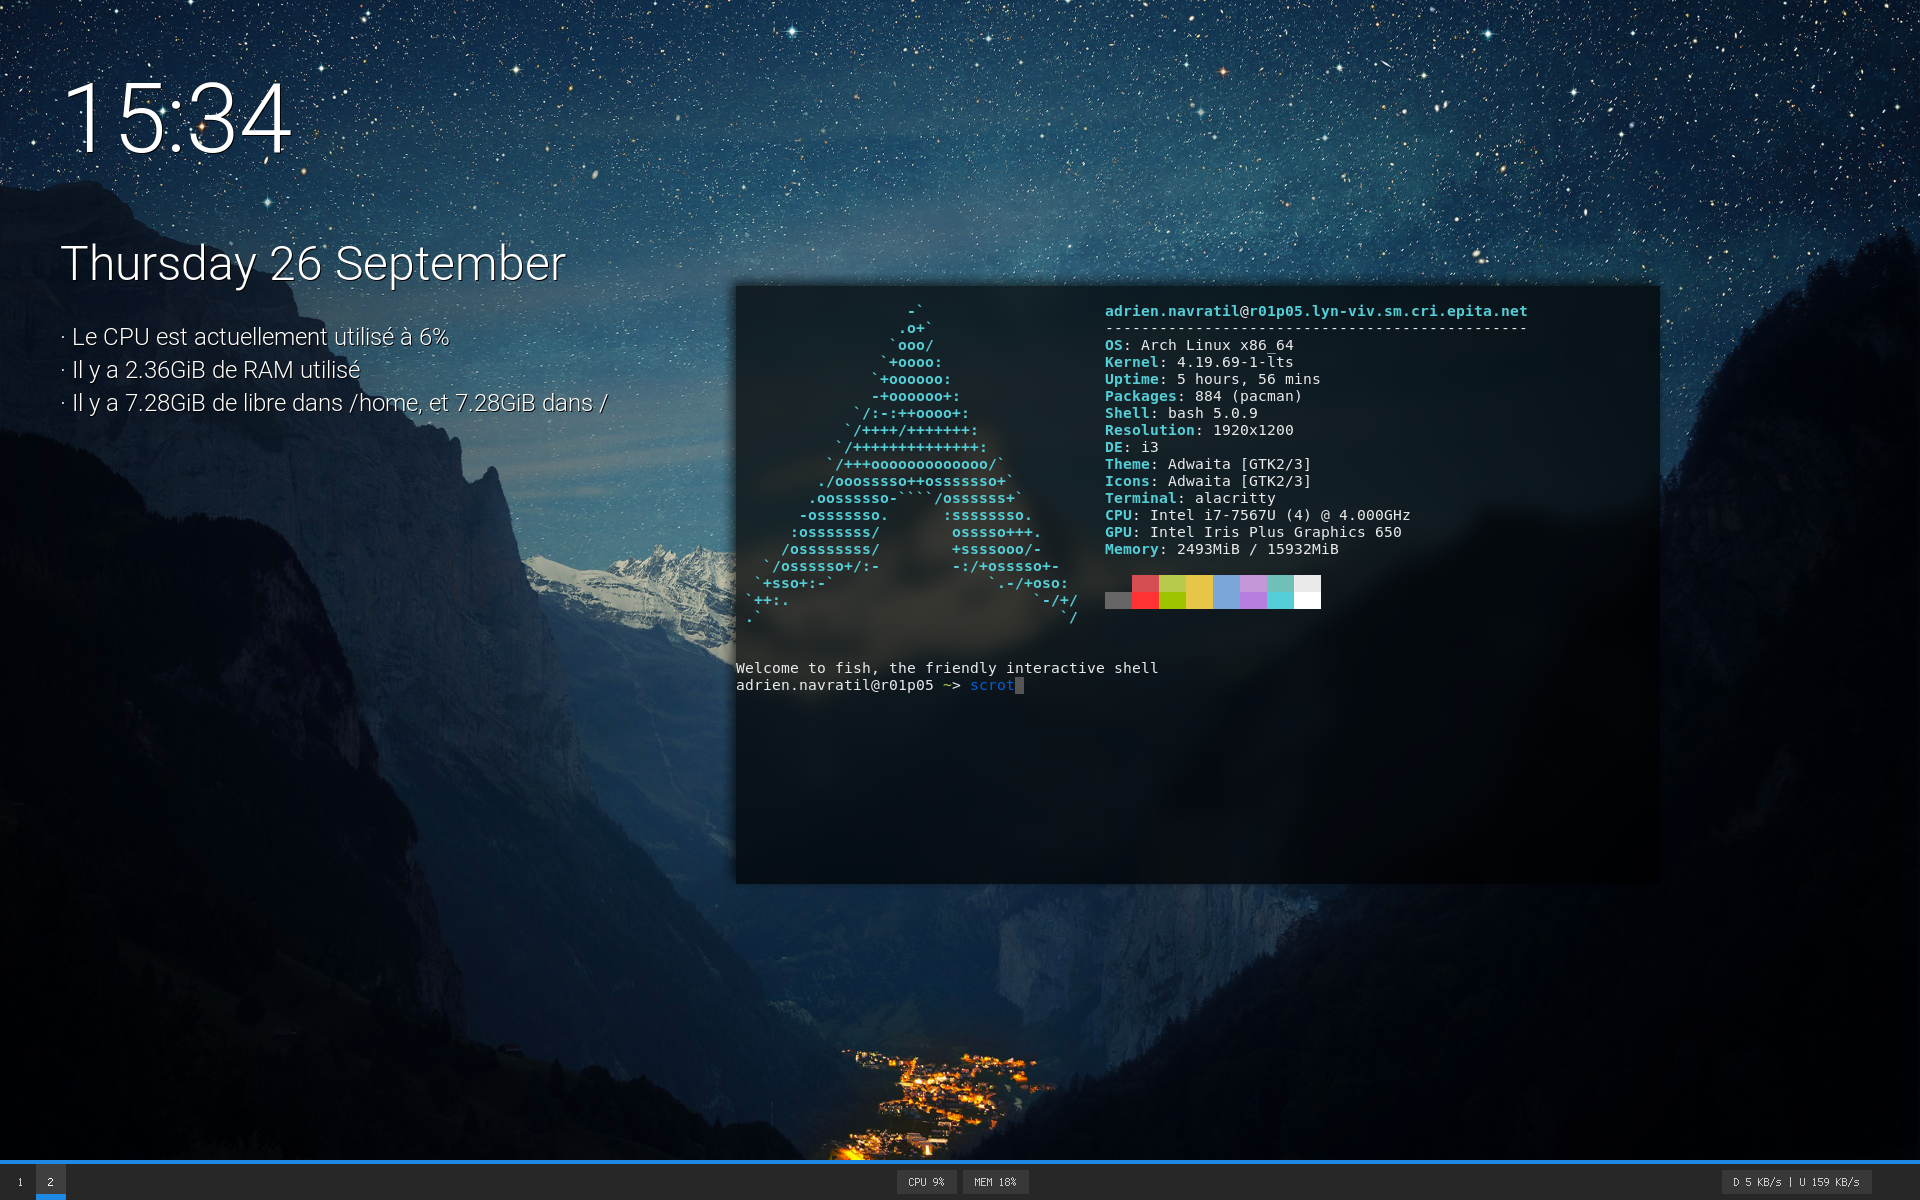 15:34
Thursday 26 September
· Le CPU est actuellement utilisé à 6%
· Il y a 2.36GiB de RAM utilisé
· Il y a 7.28GiB de libre dans /home, et 7.28GiB dans /
-`
.o+`
`ooo/
`+oooo:
`+oooooo:
-+oooooo+:
`/:-:++oooo+:
`/++++/+++++++:
`/++++++++++++++:
`/+++ooooooooooooo/`
./ooosssso++osssssso+`
.oossssso-````/ossssss+`
-osssssso.      :ssssssso.
:osssssss/        osssso+++.
/ossssssss/        +ssssooo/-
`/ossssso+/:-        -:/+osssso+-
`+sso+:-`                 `.-/+oso:
`++:.                           `-/+/
.`                                 `/
adrien.navratil@r01p05.lyn-viv.sm.cri.epita.net
-----------------------------------------------
OS: Arch Linux x86_64
Kernel: 4.19.69-1-lts
Uptime: 5 hours, 56 mins
Packages: 884 (pacman)
Shell: bash 5.0.9
Resolution: 1920x1200
DE: i3
Theme: Adwaita [GTK2/3]
Icons: Adwaita [GTK2/3]
Terminal: alacritty
CPU: Intel i7-7567U (4) @ 4.000GHz
GPU: Intel Iris Plus Graphics 650
Memory: 2493MiB / 15932MiB
Welcome to fish, the friendly interactive shell
adrien.navratil@r01p05 ~> scrot
1 2 CPU 9% MEM 18% D 5 KB/s | U 159 KB/s